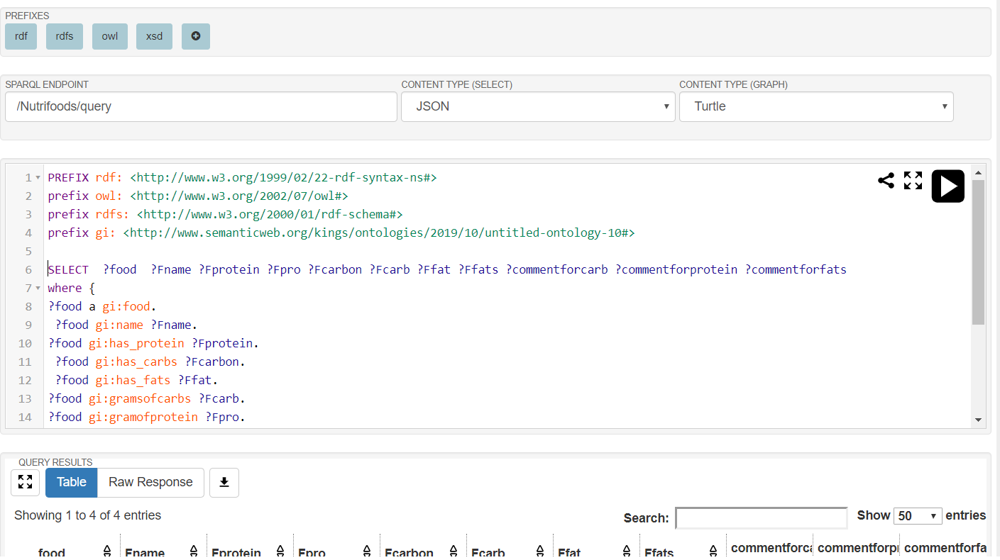 PREFIXES
rdf rdfs owl xsd
SPARQL ENDPOINT CONTENT TYPE (SELECT) CONTENT TYPE (GRAPH)
/Nutrifoods/query JSON Turtle
1 PREFIX rdf: <http://www.w3.org/1999/02/22-rdf-syntax-ns#>
2 prefix owl: <http://www.w3.org/2002/07/owl#>
3 prefix rdfs: <http://www.w3.org/2000/01/rdf-schema#>
4 prefix gi: <http://www.semanticweb.org/kings/ontologies/2019/10/untitled-ontology-10#>
5
6 SELECT ?food ?Fname ?Fprotein ?Fpro ?Fcarbon ?Fcarb ?Ffat ?Ffats ?commentforcarb ?commentforprotein ?commentforfats
7 where {
8 ?food a gi:food.
9 ?food gi:name ?Fname.
10 ?food gi:has_protein ?Fprotein.
11 ?food gi:has_carbs ?Fcarbon.
12 ?food gi:has_fats ?Ffat.
13 ?food gi:gramsofcarbs ?Fcarb.
14 ?food gi:gramofprotein ?Fpro.
QUERY RESULTS
Table Raw Response
Showing 1 to 4 of 4 entries
Search: Show 50 entries
food Fname Fprotein Fpro Fcarbon Fcarb Ffat Ffats commentforca commentforp commentforfa